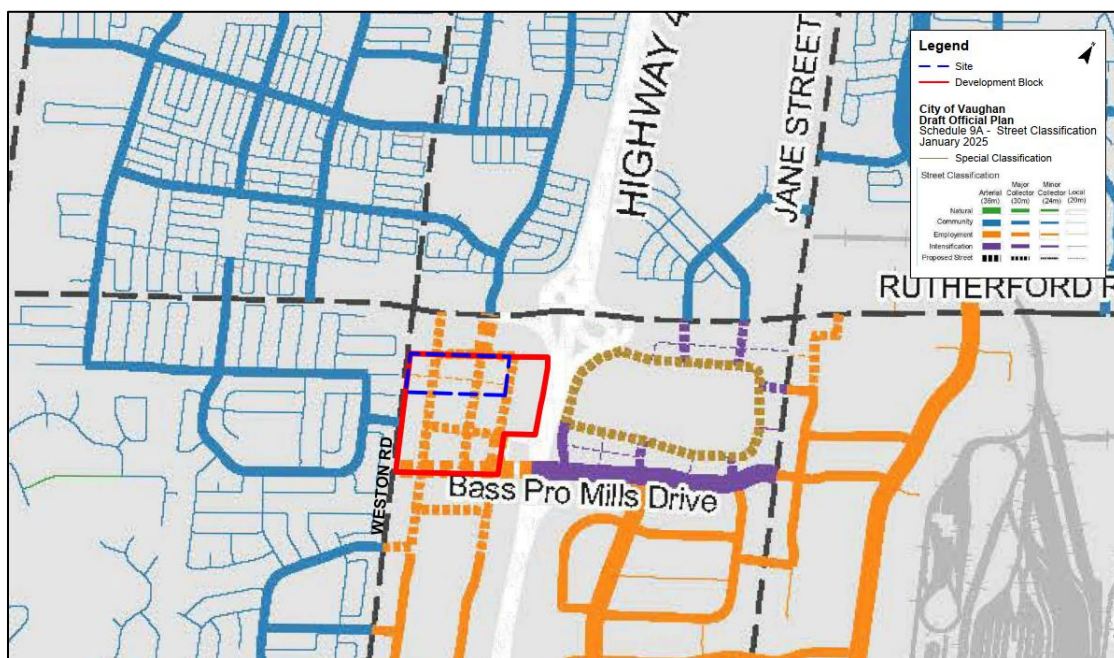 HIGHWAY 4
JANE STREET
RUTHERFORD R
WESTON RD
Bass Pro Mills Drive
Legend
Site
Development Block
City of Vaughan
Draft Official Plan
Schedule 9A - Street Classification
January 2025
Special Classification
Street Classification
Arterial (36m) Major Collector (30m) Minor Collector (24m) Local (20m)
Natural
Community
Employment
Intensification
Proposed Street